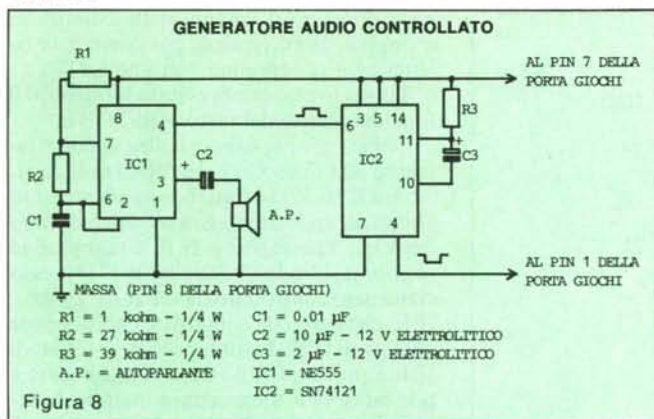 GENERATORE AUDIO CONTROLLATO
R1
AL PIN 7 DELLA
PORTA GIOCHI
8
3 5 14
R3
7
4
6
11
+
IC1
IC2
C3
R2
C2
+
3
10
6
A.P.
C1
2
1
7
4
AL PIN 1 DELLA
PORTA GIOCHI
MASSA (PIN 8 DELLA PORTA GIOCHI)
R1 = 1 kohm - 1/4 W
C1 = 0.01 µF
R2 = 27 kohm - 1/4 W
C2 = 10 µF - 12 V ELETTROLITICO
R3 = 39 kohm - 1/4 W
C3 = 2 µF - 12 V ELETTROLITICO
A.P. = ALTOPARLANTE
IC1 = NE555
IC2 = SN74121
Figura 8